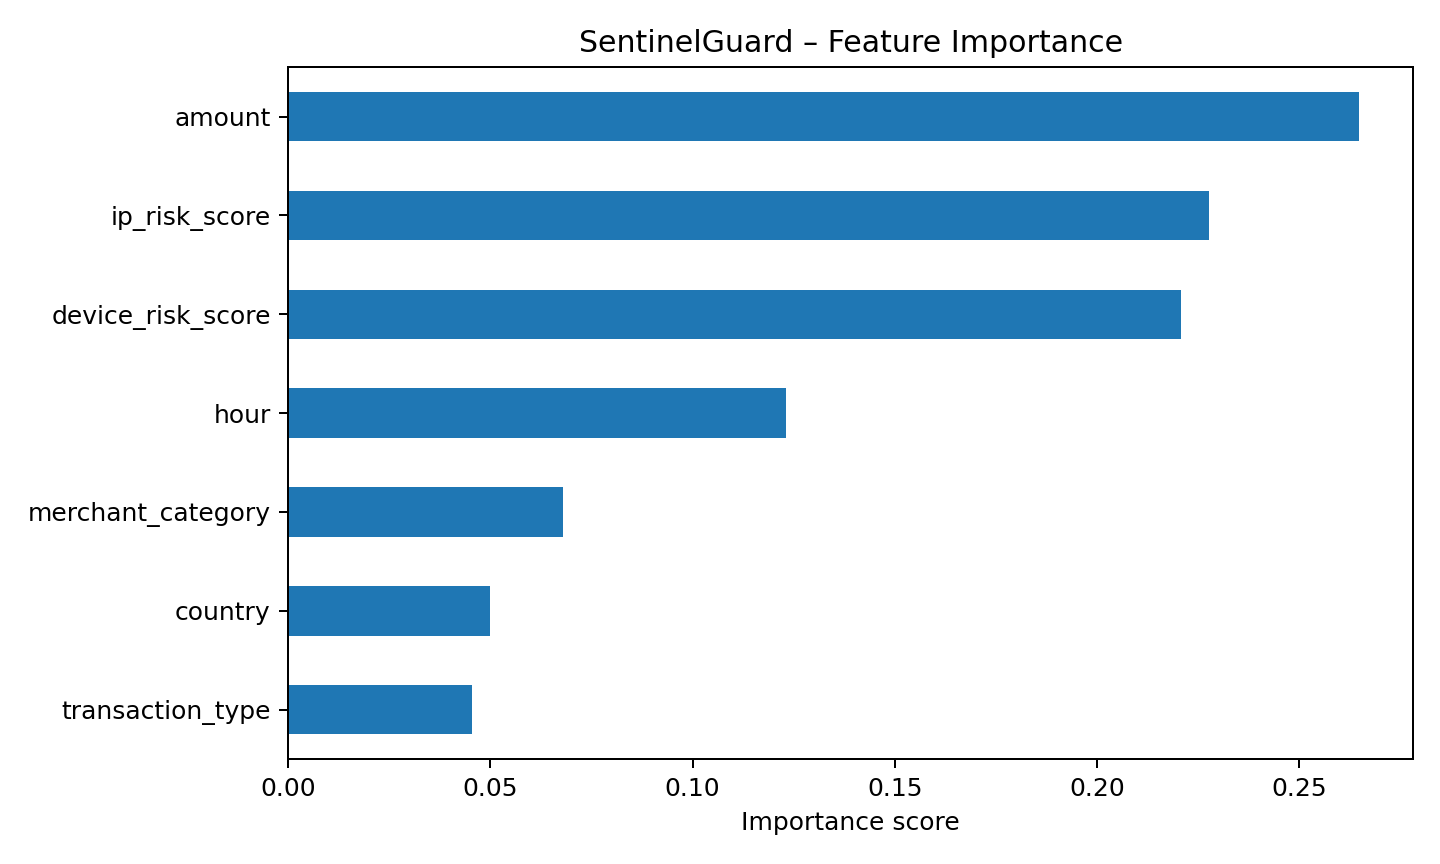 SentinelGuard – Feature Importance
amount
ip_risk_score
device_risk_score
hour
merchant_category
country
transaction_type
0.00 0.05 0.10 0.15 0.20 0.25
Importance score